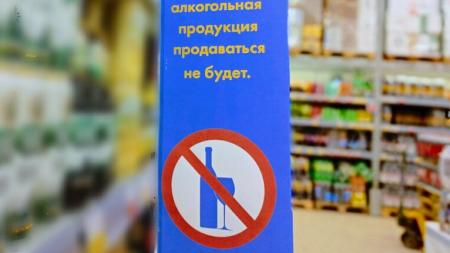 алкогольная
продукция
продаваться
не будет.